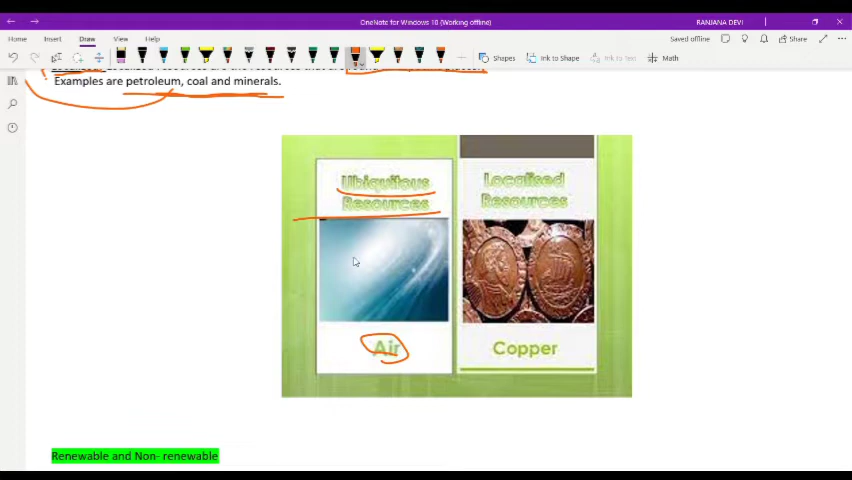 OneNote for Windows 10 (Working offline)
RANJANA DEVI
Home Insert Draw View Help
Saved offline
Share
Shapes
Ink to Shape
Ink to Text
Math
Examples are petroleum, coal and minerals.
Ubiquitous
Resources
Air
Localised
Resources
Copper
Renewable and Non- renewable